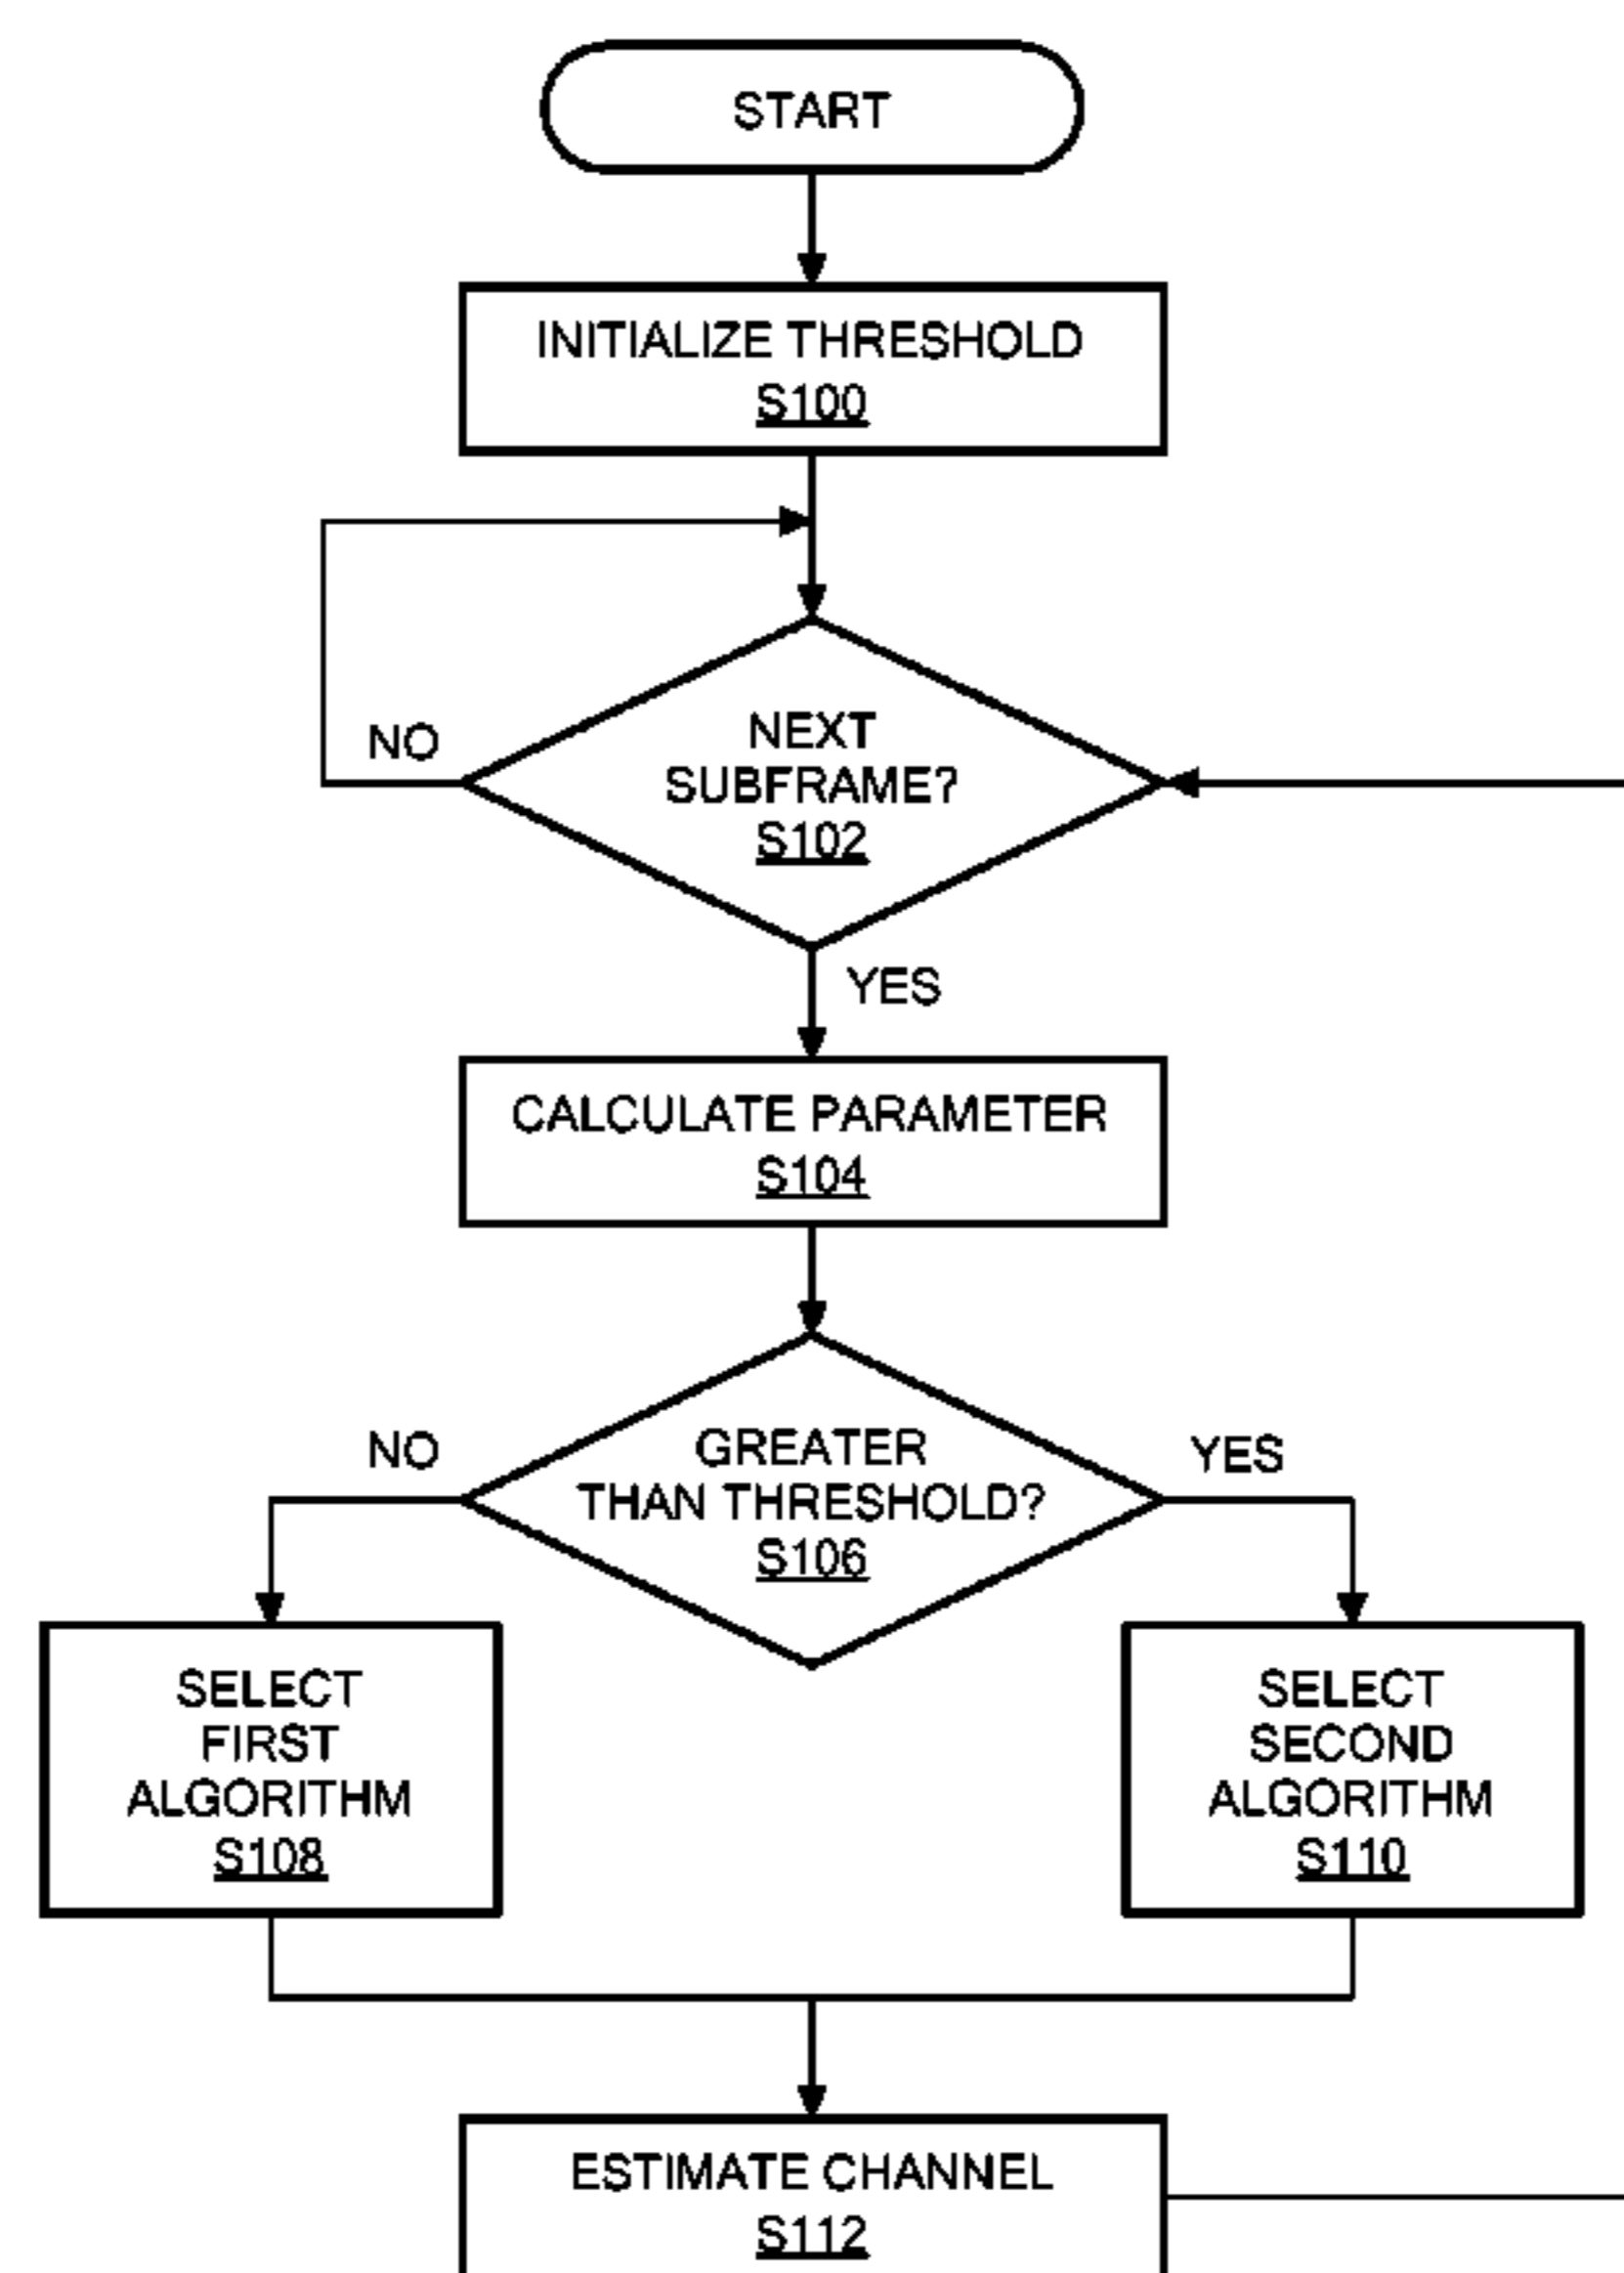 START
INITIALIZE THRESHOLD
S100
NO
NEXT
SUBFRAME?
S102
YES
CALCULATE PARAMETER
S104
NO
GREATER
THAN THRESHOLD?
S106
YES
SELECT
FIRST
ALGORITHM
S108
SELECT
SECOND
ALGORITHM
S110
ESTIMATE CHANNEL
S112